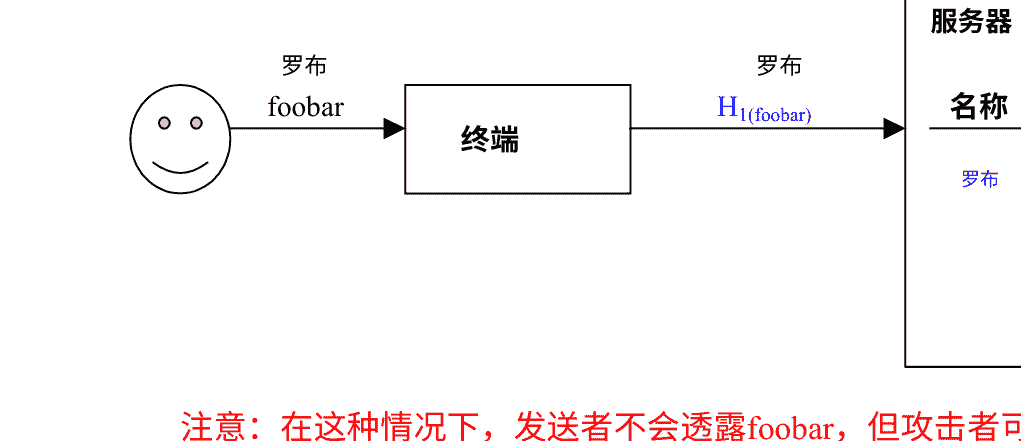 服务器
罗布
罗布
foobar
H1(foobar)
名称
终端
罗布
注意：在这种情况下，发送者不会透露foobar，但攻击者可